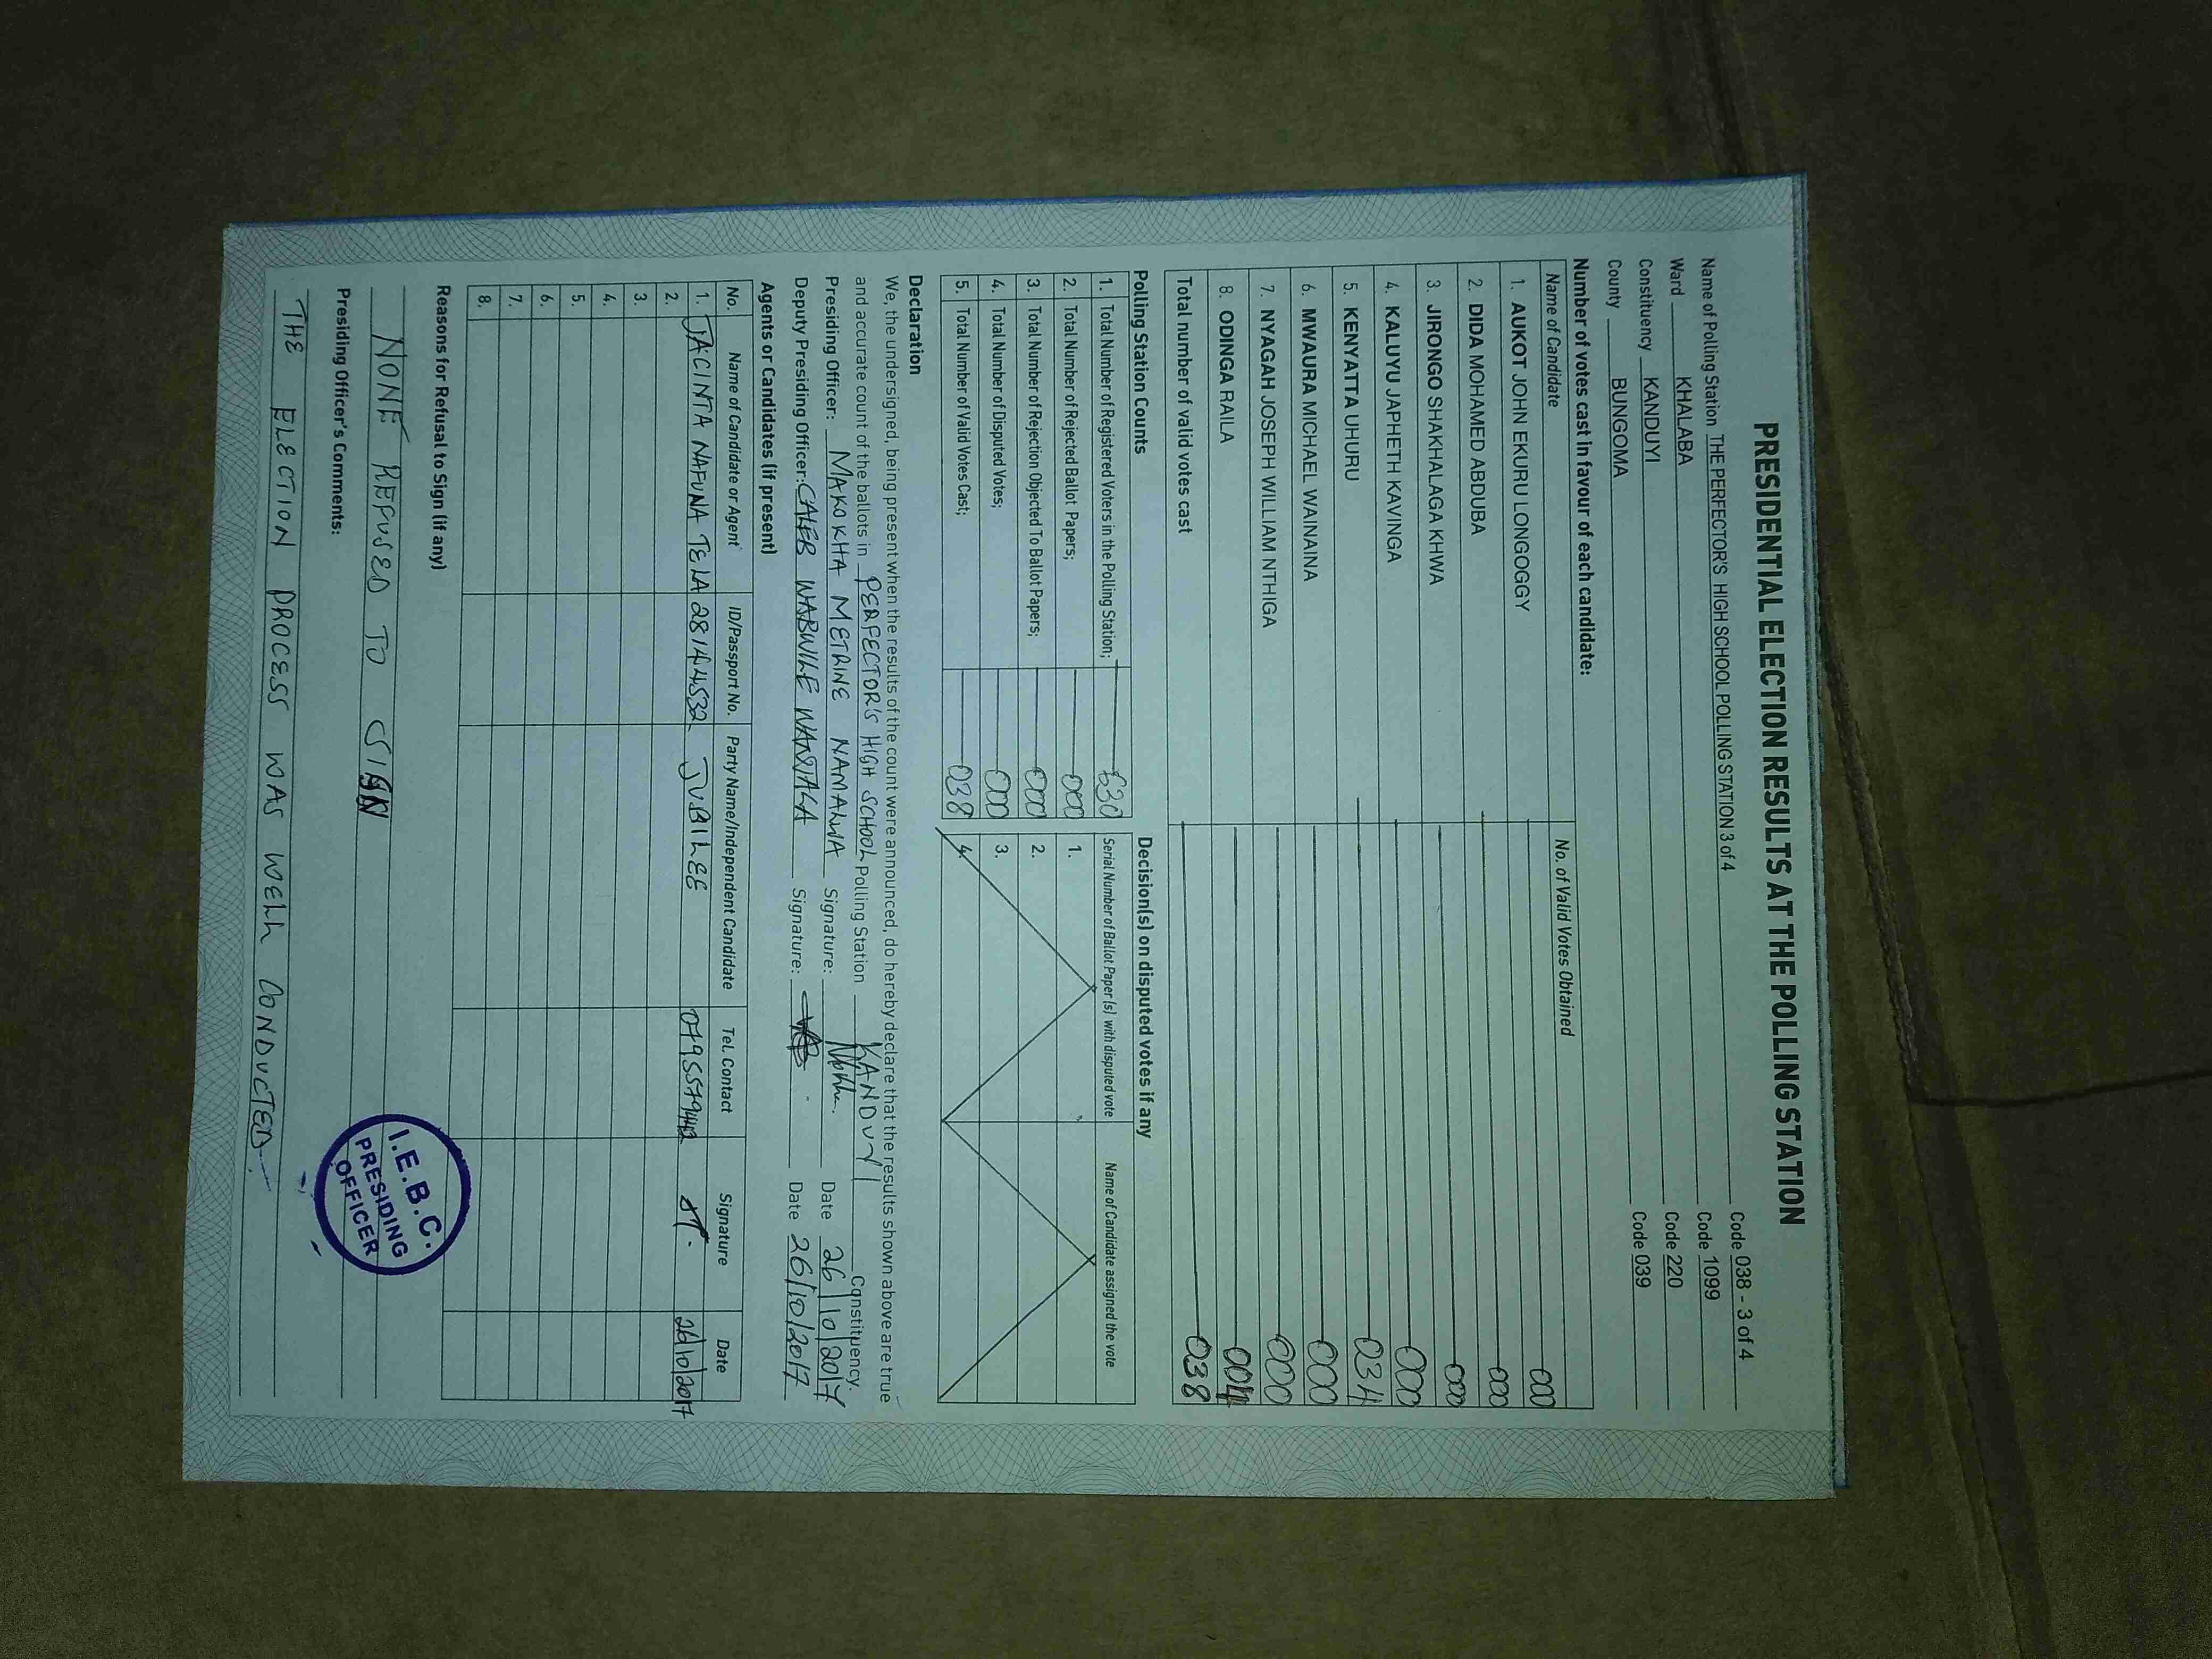 PRESIDENTIAL ELECTION RESULTS AT THE POLLING STATION
Name of Polling Station THE PERFECTOR'S HIGH SCHOOL POLLING STATION 3 of 4 Code 038 - 3 of 4
Ward KHALABA Code 1099
Constituency KANDUYI Code 220
County BUNGOMA Code 039
Number of votes cast in favour of each candidate:
Name of Candidate No. of Valid Votes Obtained
1. AUKOT JOHN EKURU LONGOGGY 000
2. DIDA MOHAMED ABDUBA 000
3. JIRONGO SHAKHALAGA KHWA 000
4. KALUYU JAPHETH KAVINGA 000
5. KENYATTA UHURU 034
6. MWAURA MICHAEL WAINAINA 000
7. NYAGAH JOSEPH WILLIAM NTHIGA 000
8. ODINGA RAILA 004
Total number of valid votes cast 038
Polling Station Counts
1. Total Number of Registered Voters in the Polling Station; 630
2. Total Number of Rejected Ballot Papers; 000
3. Total Number of Rejection Objected To Ballot Papers; 000
4. Total Number of Disputed Votes; 000
5. Total Number of Valid Votes Cast; 038
Decision(s) on disputed votes if any
Serial Number of Ballot Paper (s) with disputed vote Name of Candidate assigned the vote
1.
2.
3.
4.
Declaration
We, the undersigned, being present when the results of the count were announced, do hereby declare that the results shown above are true
and accurate count of the ballots in PERFECTOR'S HIGH SCHOOL Polling Station KANDUYI Constituency.
Presiding Officer: MAKOKHA METRINE NAMALWA Signature: Date 26/10/2017
Deputy Presiding Officer: CALEB WABWILE Signature: Date 26/10/2017
Agents or Candidates (if present)
No. Name of Candidate or Agent ID/Passport No. Party Name/Independent Candidate Tel. Contact Signature Date
1. JACINTA NAFUNA TELA 28144532 JUBILEE 26/10/2017
2.
3.
4.
5.
6.
7.
8.
Reasons for Refusal to Sign (if any)
NONE REFUSED TO SIGN
Presiding Officer's Comments:
THE ELECTION PROCESS WAS WELL CONDUCTED.
I.E.B.C.
PRESIDING
OFFICER